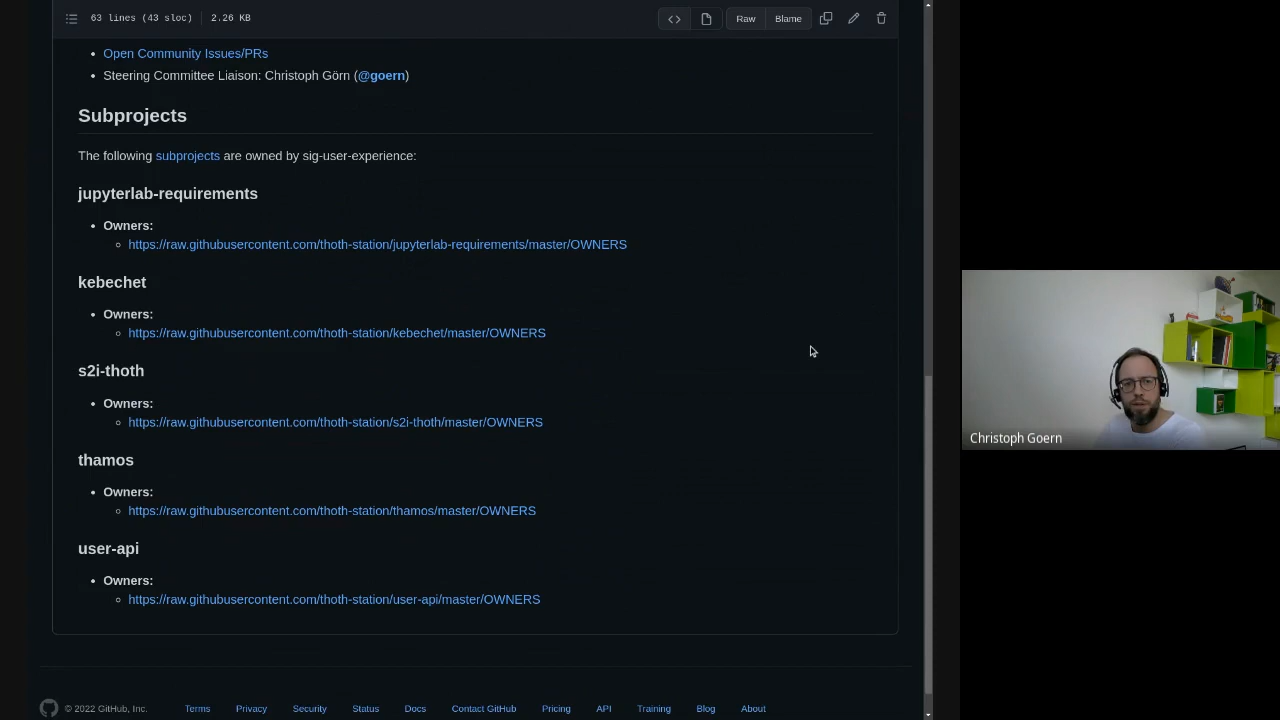 63 lines (43 sloc) 2.26 KB Raw Blame
Open Community Issues/PRs
Steering Committee Liaison: Christoph Görn (@goern)
Subprojects
The following subprojects are owned by sig-user-experience:
jupyterlab-requirements
Owners:
https://raw.githubusercontent.com/thoth-station/jupyterlab-requirements/master/OWNERS
kebechet
Owners:
https://raw.githubusercontent.com/thoth-station/kebechet/master/OWNERS
s2i-thoth
Owners:
https://raw.githubusercontent.com/thoth-station/s2i-thoth/master/OWNERS
thamos
Owners:
https://raw.githubusercontent.com/thoth-station/thamos/master/OWNERS
user-api
Owners:
https://raw.githubusercontent.com/thoth-station/user-api/master/OWNERS
© 2022 GitHub, Inc. Terms Privacy Security Status Docs Contact GitHub Pricing API Training Blog About
Christoph Goern